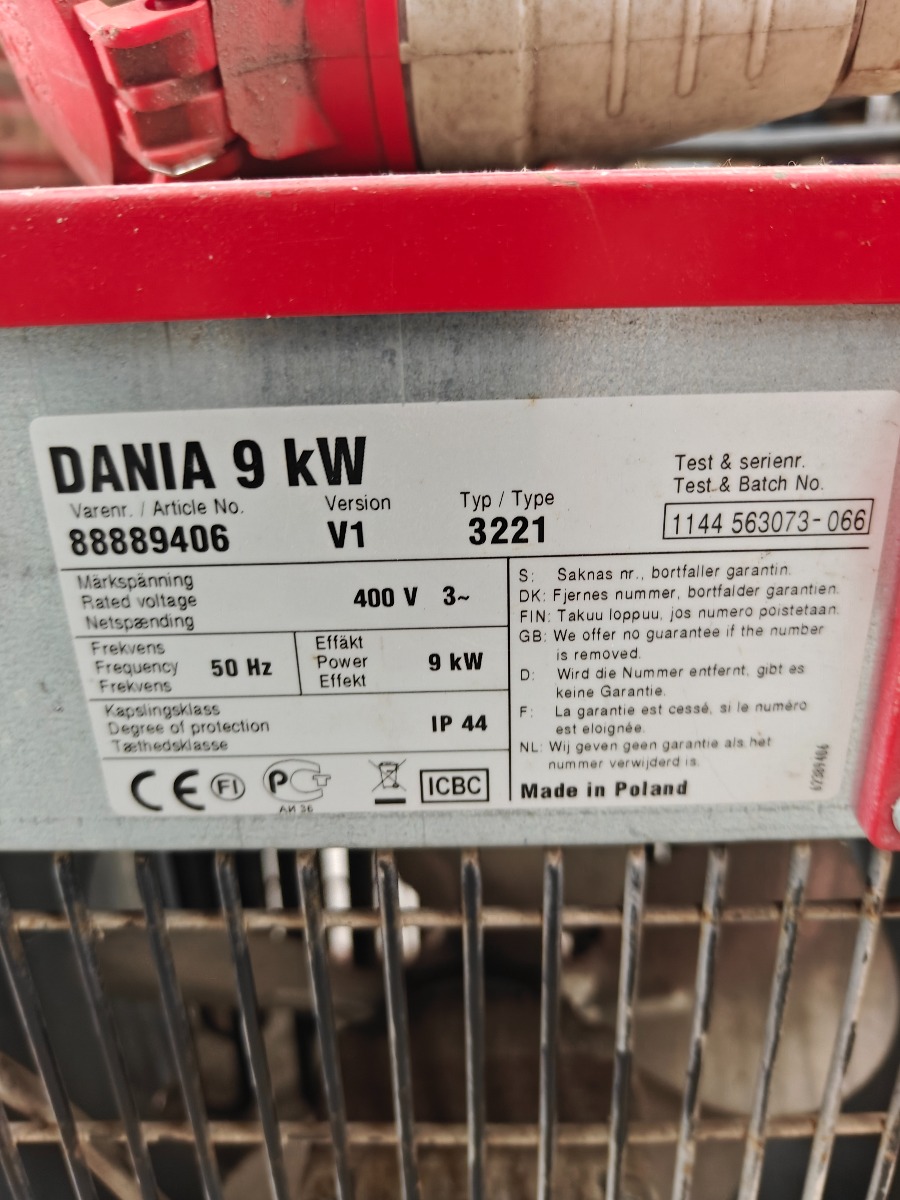 DANIA 9 kW
Varenr. / Article No.
88889406
Version
V1
Typ / Type
3221
Test & serienr.
Test & Batch No.
1144 563073-066
Märkspänning
Rated voltage
Netspænding
400 V 3~
Frekvens
Frequency
Frekvens
50 Hz
Effäkt
Power
Effekt
9 kW
Kapslingsklass
Degree of protection
Tæthedsklasse
IP 44
CE FI PCT
АИ 36
ICBC
S: Saknas nr., bortfaller garantin.
DK: Fjernes nummer, bortfalder garantien.
FIN: Takuu loppuu, jos numero poistetaan.
GB: We offer no guarantee if the number
is removed.
D: Wird die Nummer entfernt, gibt es
keine Garantie.
F: La garantie est cessé, si le numéro
est eloignée.
NL: Wij geven geen garantie als het
nummer verwijderd is.
Made in Poland